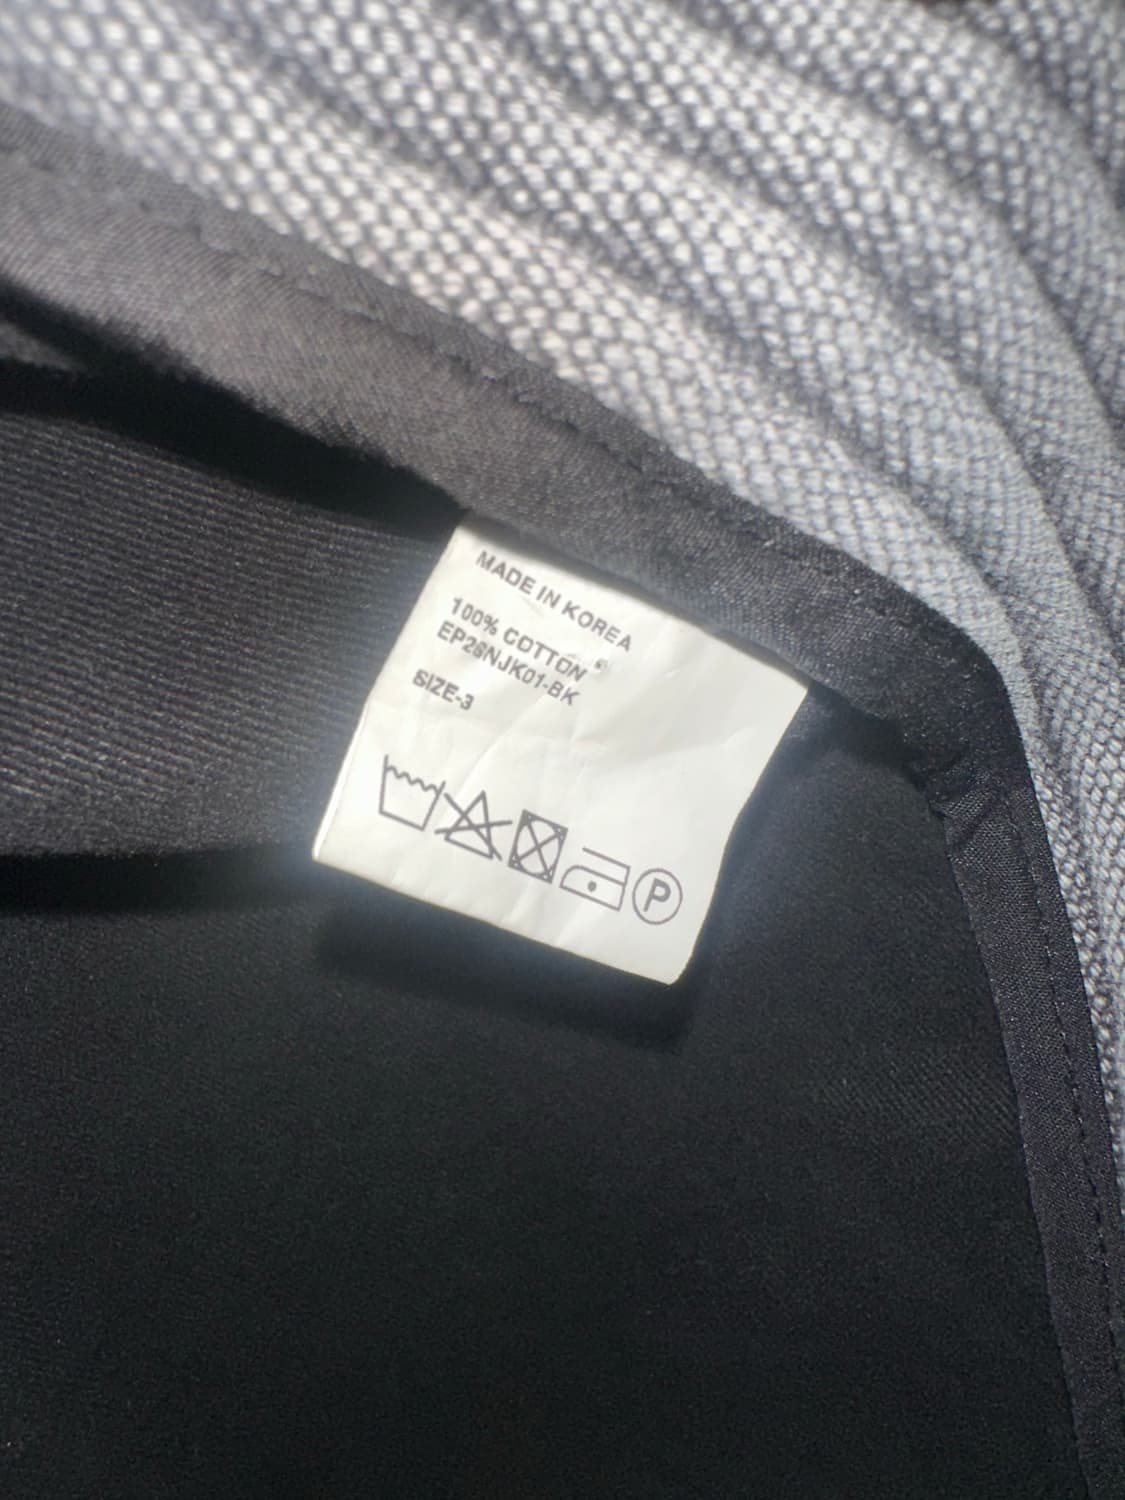 MADE IN KOREA
100% COTTON
EP26NJK01-BK
SIZE-3
P